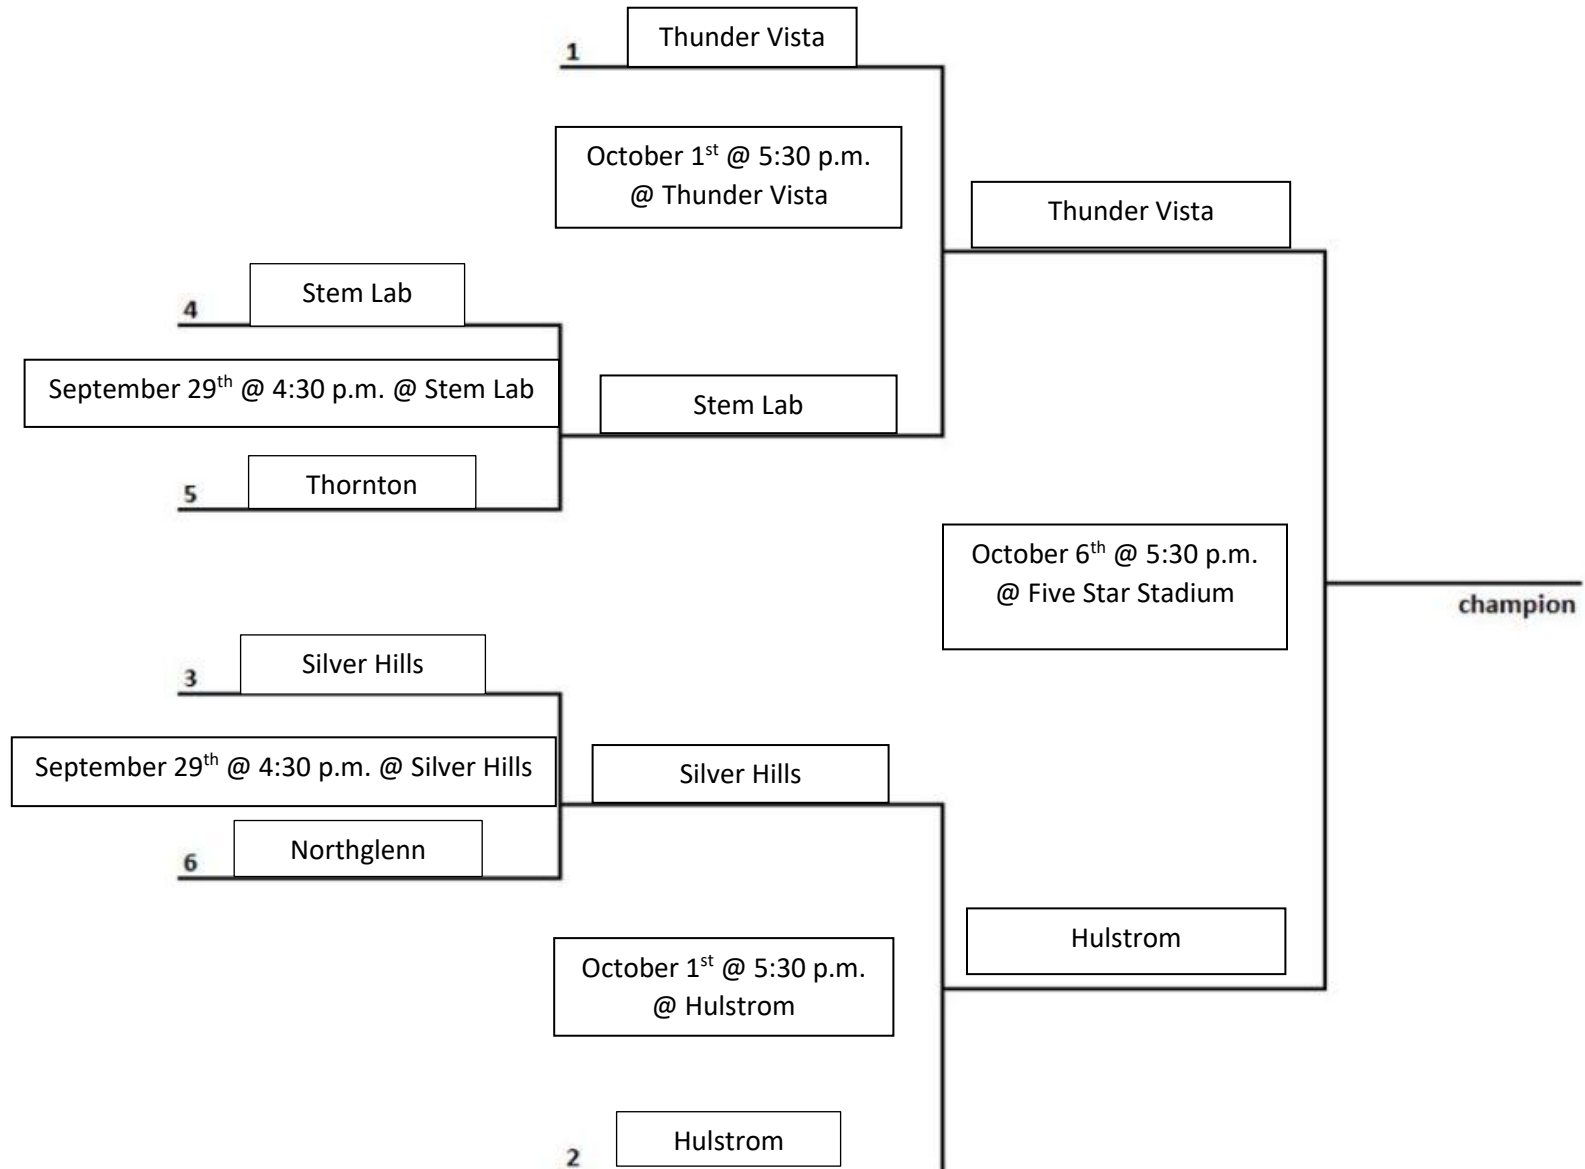 Thunder Vista
1
October 1st @ 5:30 p.m.
@ Thunder Vista
Thunder Vista
Stem Lab
4
September 29th @ 4:30 p.m. @ Stem Lab
Stem Lab
Thornton
5
October 6th @ 5:30 p.m.
@ Five Star Stadium
champion
Silver Hills
3
September 29th @ 4:30 p.m. @ Silver Hills
Silver Hills
Northglenn
6
Hulstrom
October 1st @ 5:30 p.m.
@ Hulstrom
Hulstrom
2